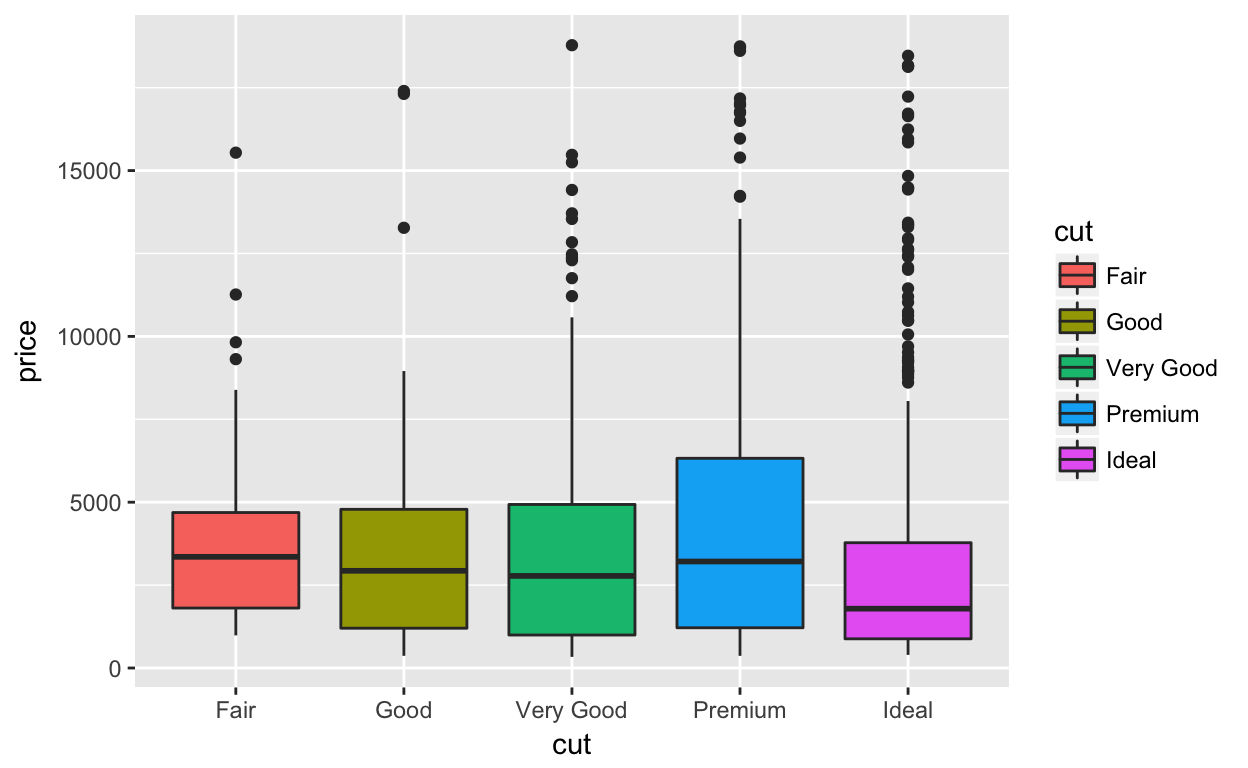 15000
10000
5000
0
price
Fair
Good
Very Good
Premium
Ideal
cut
cut
Fair
Good
Very Good
Premium
Ideal